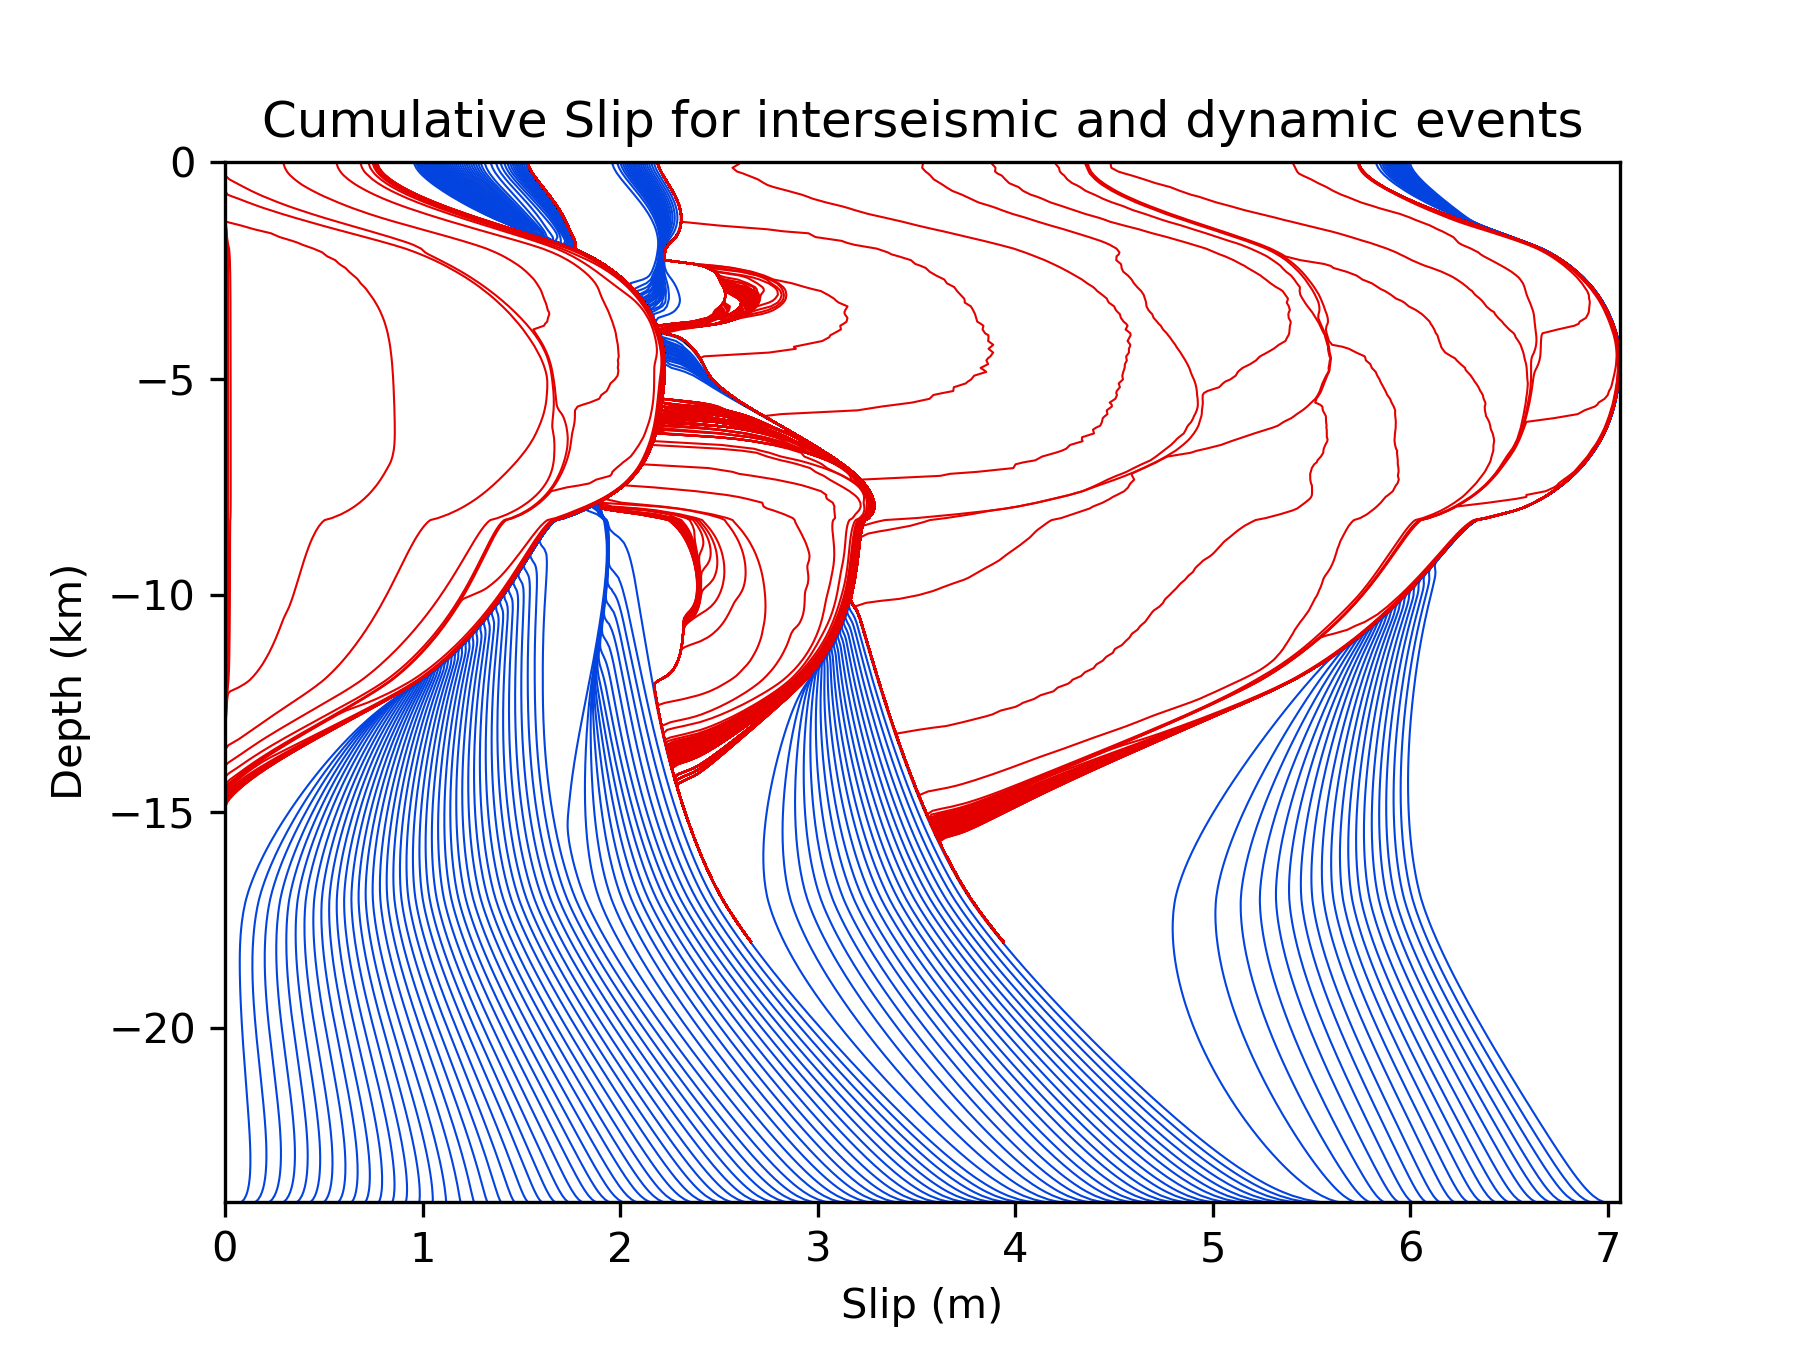 Cumulative Slip for interseismic and dynamic events
0
−5
−10
−15
−20
Depth (km)
0 1 2 3 4 5 6 7
Slip (m)